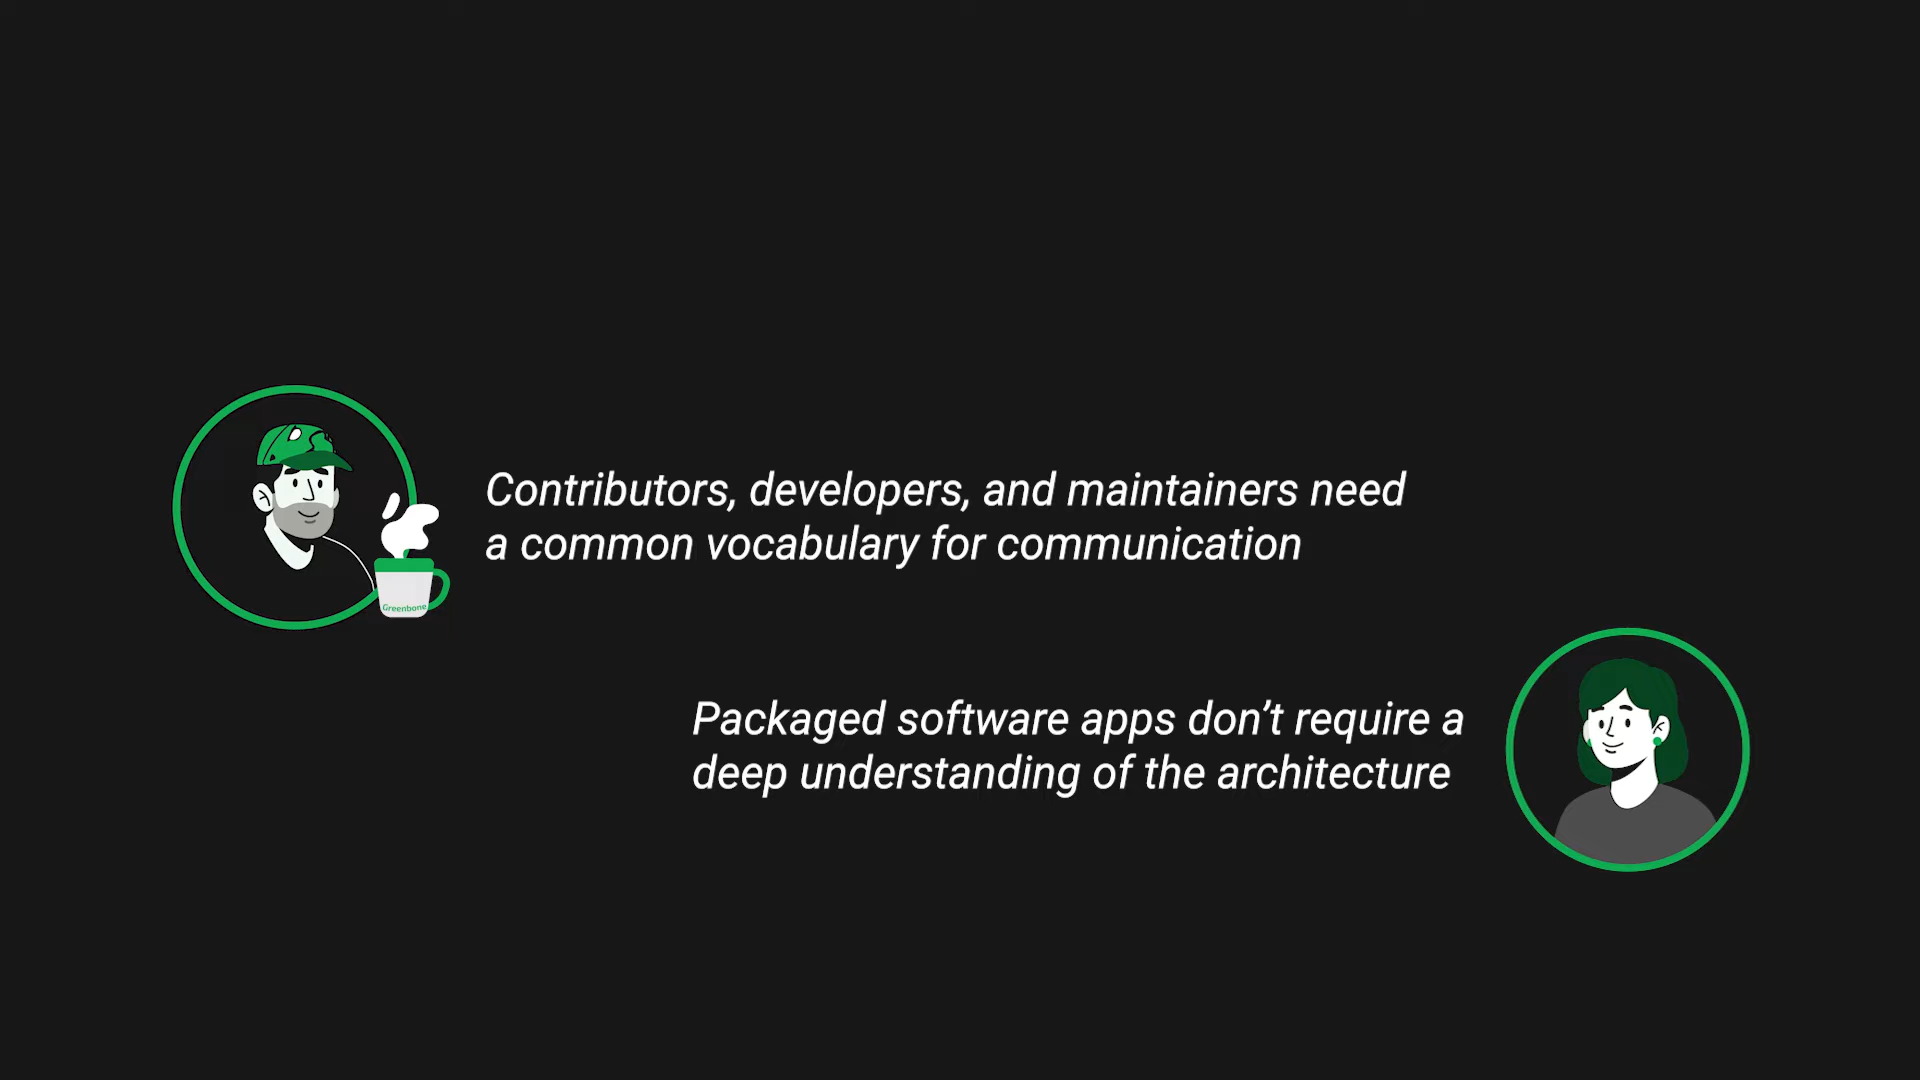 Contributors, developers, and maintainers need
a common vocabulary for communication
Greenbone
Packaged software apps don’t require a
deep understanding of the architecture